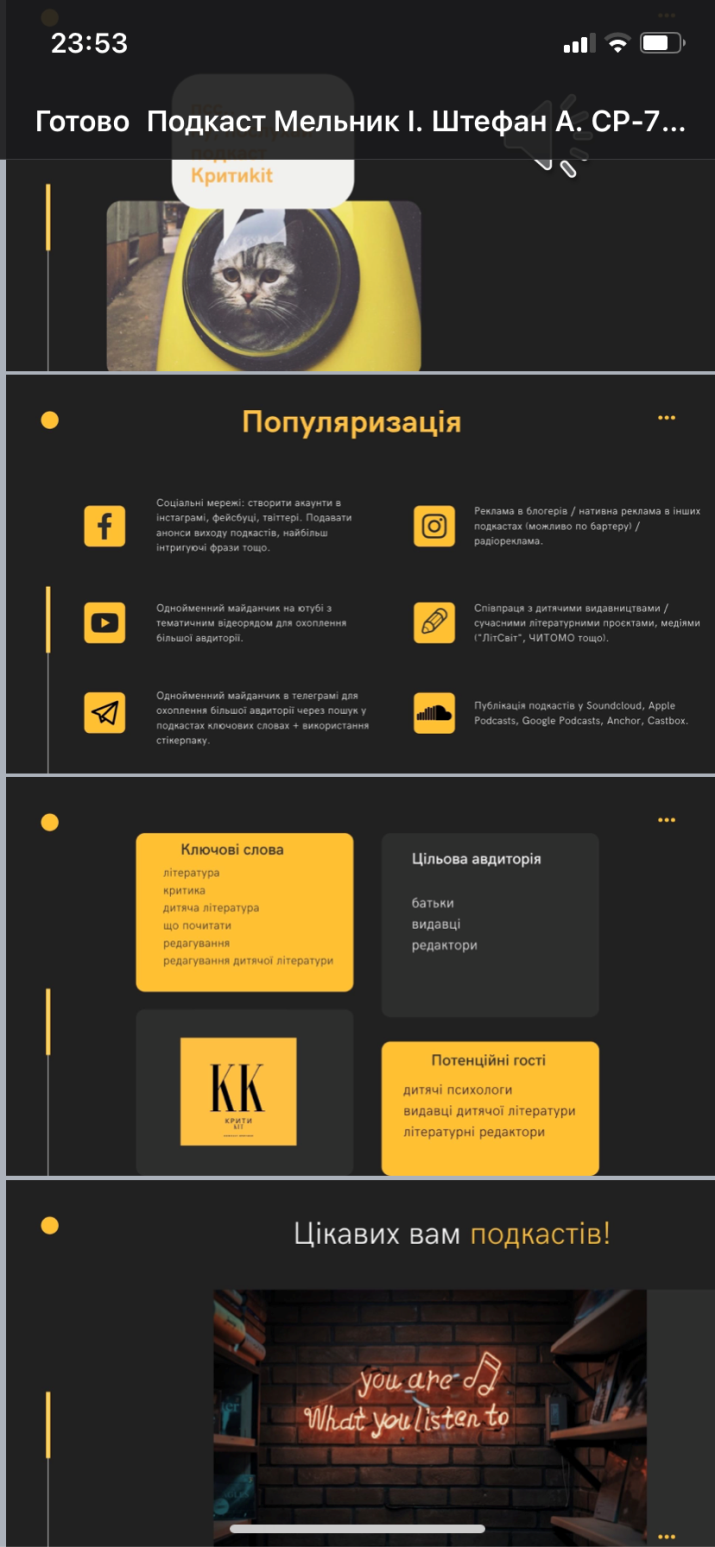 23:53
Готово Подкаст Мельник І. Штефан А. СР-7...
подкаст
Критиkit
Популяризація
Соціальні мережі: створити акаунти в
інстаграмі, фейсбуці, твіттері. Подавати
анонси виходу подкастів, найбільш
інтригуючі фрази тощо.
Реклама в блогерів / нативна реклама в інших
подкастах (можливо по бартеру) /
радіореклама.
Однойменний майданчик на ютубі з
тематичним відеорядом для охоплення
більшої авдиторії.
Співпраця з дитячими видавництвами /
сучасними літературними проєктами, медіями
("ЛітСвіт", ЧИТОМО тощо).
Однойменний майданчик в телеграмі для
охоплення більшої авдиторії через пошук у
подкастах ключових словах + використання
стікерпаку.
Публікація подкастів у Soundcloud, Apple
Podcasts, Google Podcasts, Anchor, Castbox.
Ключові слова
література
критика
дитяча література
що почитати
редагування
редагування дитячої літератури
Цільова авдиторія
батьки
видавці
редактори
KK
КРИТИ
КІТ
Потенційні гості
дитячі психологи
видавці дитячої літератури
літературні редактори
Цікавих вам подкастів!
you are
What you listen to